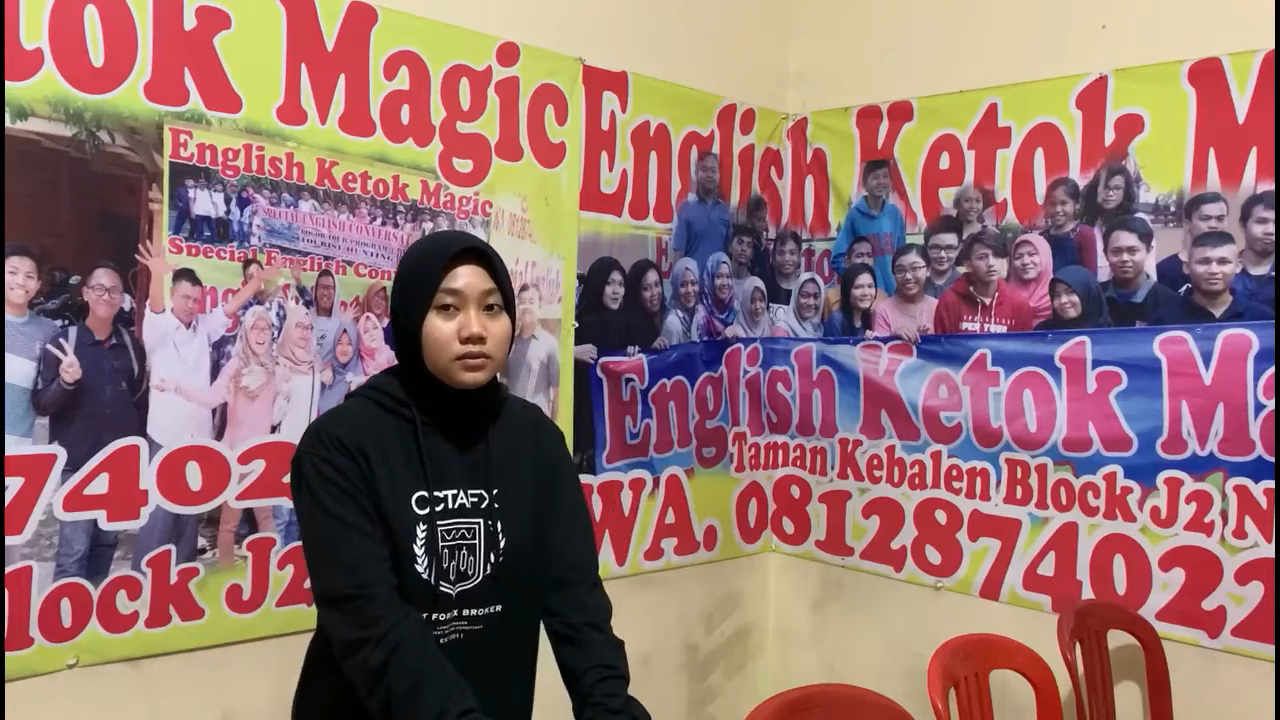 tok Magic
English Ketok Magic
Special English Con
7402
lock J2
English Ketok M
English Ketok Ma
Taman Kebalen Block J2 N
WA. 0812874022
OCTAFX
T FOREX BROKER